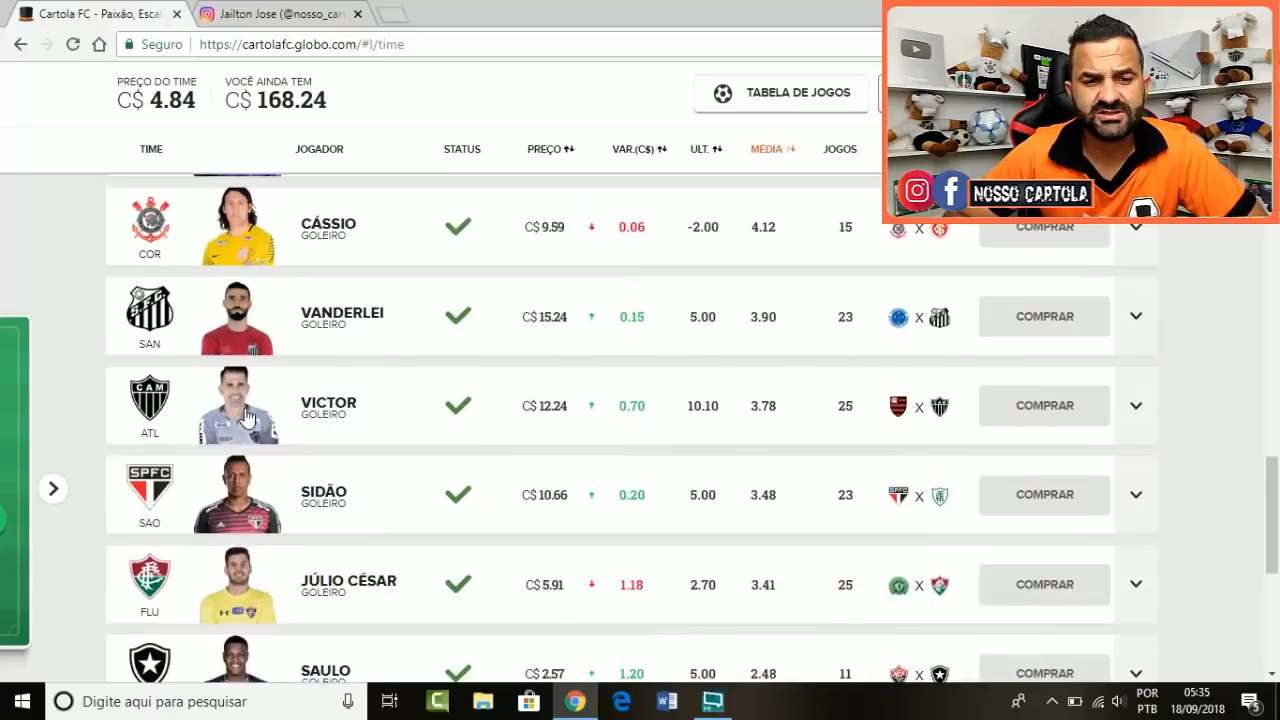 Cartola FC - Paixão, Esca
Jailton Jose (@nosso_car
Seguro
https://cartolafc.globo.com/#!/time
PREÇO DO TIME
C$ 4.84
VOCÊ AINDA TEM
C$ 168.24
TABELA DE JOGOS
TIME JOGADOR STATUS PREÇO VAR.(C$) ULT. MÉDIA JOGOS
NOSSO CARTOLA
COR CÁSSIO GOLEIRO C$ 9.59 0.06 -2.00 4.12 15 X COMPRAR
SAN VANDERLEI GOLEIRO C$ 15.24 0.15 5.00 3.90 23 X COMPRAR
CAM
ATL VICTOR GOLEIRO C$ 12.24 0.70 10.10 3.78 25 X COMPRAR
SPFC
SAO SIDÃO GOLEIRO C$ 10.66 0.20 5.00 3.48 23 X COMPRAR
FLU JÚLIO CÉSAR GOLEIRO C$ 5.91 1.18 2.70 3.41 25 X COMPRAR
SAULO GOLEIRO C$ 2.57 1.20 5.00 2.48 11 X COMPRAR
Digite aqui para pesquisar
POR
PTB
05:35
18/09/2018
5